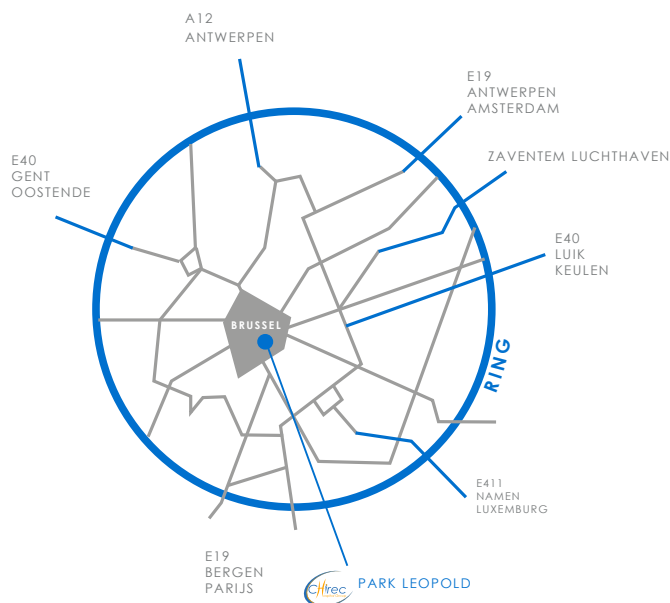 A12
ANTWERPEN
E19
ANTWERPEN
AMSTERDAM
ZAVENTEM LUCHTHAVEN
E40
GENT
OOSTENDE
E40
LUIK
KEULEN
BRUSSEL
RING
E411
NAMEN
LUXEMBURG
E19
BERGEN
PARIJS
CHirec
PARK LEOPOLD